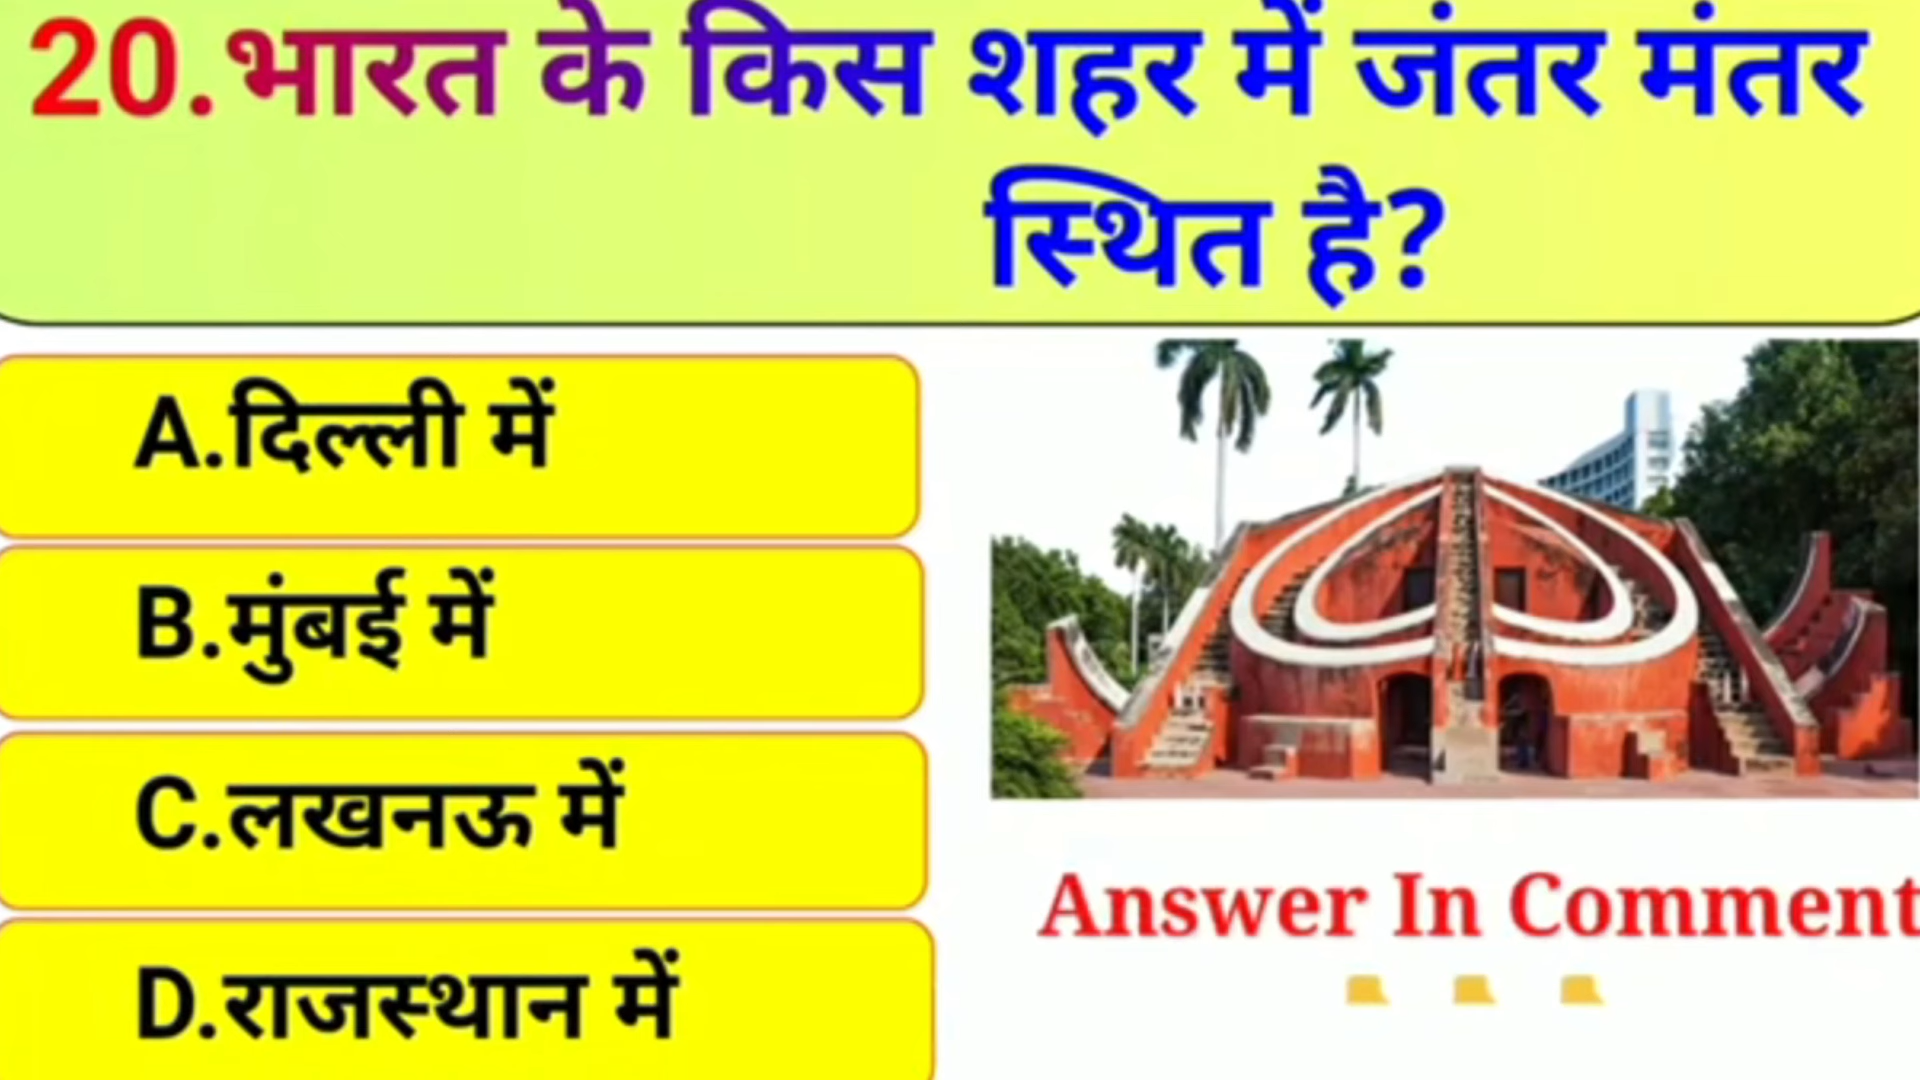 20.भारत के किस शहर में जंतर मंतर
स्थित है?
A.दिल्ली में
B.मुंबई में
C.लखनऊ में
D.राजस्थान में
Answer In Comment